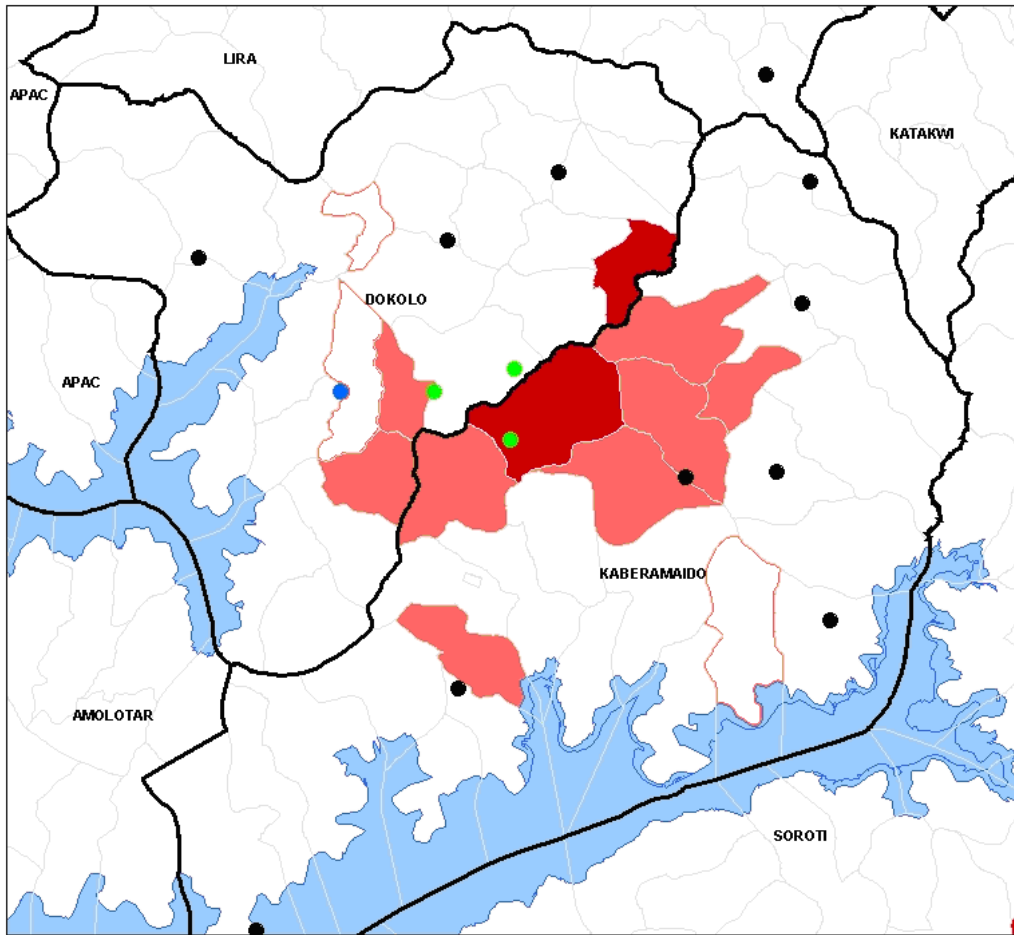 LIRA
APAC
KATAKWI
DOKOLO
APAC
KABERAMAIDO
AMOLOTAR
SOROTI